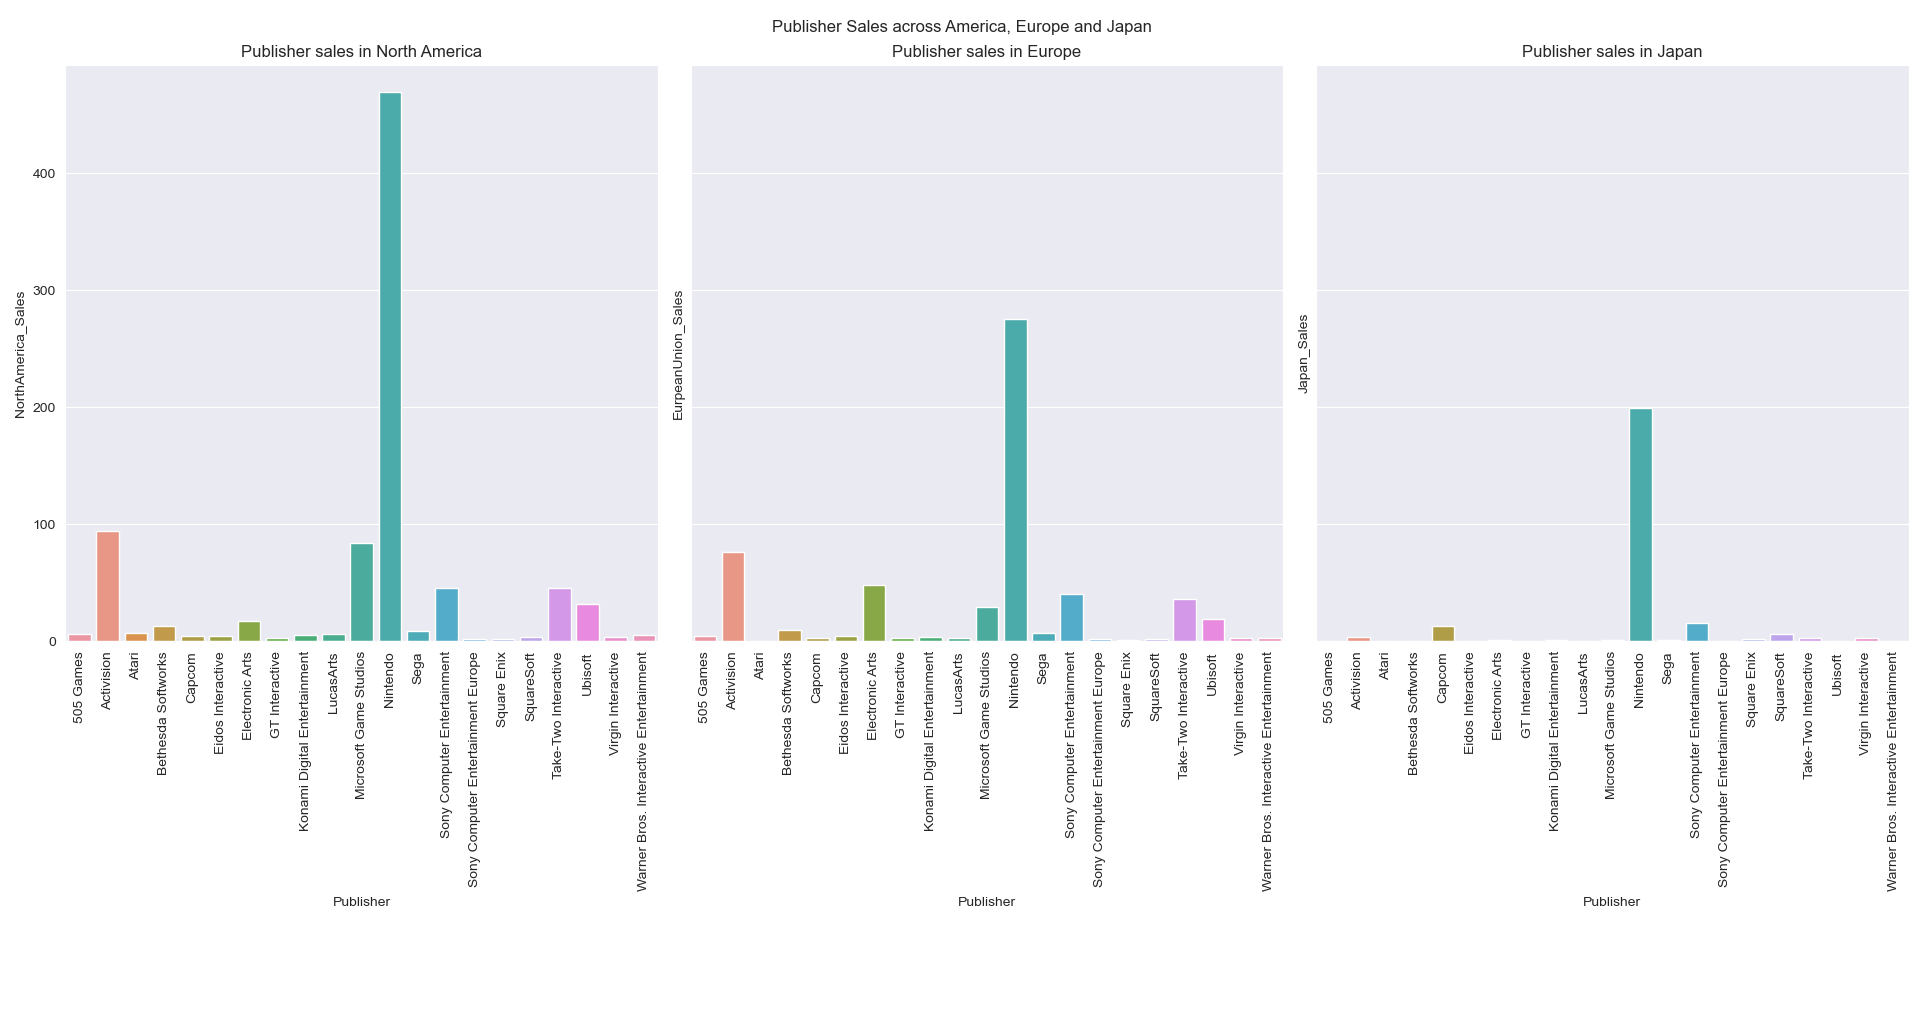 Publisher Sales across America, Europe and Japan
Publisher sales in North America
NorthAmerica_Sales
400
300
200
100
0
505 Games
Activision
Atari
Bethesda Softworks
Capcom
Eidos Interactive
Electronic Arts
GT Interactive
Konami Digital Entertainment
LucasArts
Microsoft Game Studios
Nintendo
Sega
Sony Computer Entertainment
Sony Computer Entertainment Europe
Square Enix
SquareSoft
Take-Two Interactive
Ubisoft
Virgin Interactive
Warner Bros. Interactive Entertainment
Publisher
Publisher sales in Europe
EurpeanUnion_Sales
505 Games
Activision
Atari
Bethesda Softworks
Capcom
Eidos Interactive
Electronic Arts
GT Interactive
Konami Digital Entertainment
LucasArts
Microsoft Game Studios
Nintendo
Sega
Sony Computer Entertainment
Sony Computer Entertainment Europe
Square Enix
SquareSoft
Take-Two Interactive
Ubisoft
Virgin Interactive
Warner Bros. Interactive Entertainment
Publisher
Publisher sales in Japan
Japan_Sales
505 Games
Activision
Atari
Bethesda Softworks
Capcom
Eidos Interactive
Electronic Arts
GT Interactive
Konami Digital Entertainment
LucasArts
Microsoft Game Studios
Nintendo
Sega
Sony Computer Entertainment
Sony Computer Entertainment Europe
Square Enix
SquareSoft
Take-Two Interactive
Ubisoft
Virgin Interactive
Warner Bros. Interactive Entertainment
Publisher